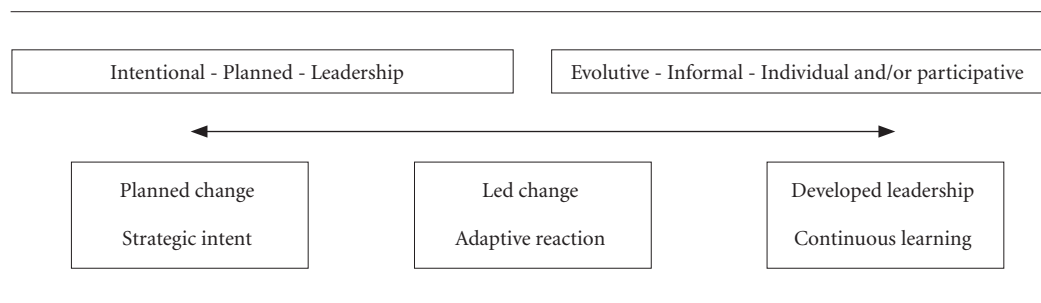 Intentional - Planned - Leadership
Evolutive - Informal - Individual and/or participative
Planned change
Strategic intent
Led change
Adaptive reaction
Developed leadership
Continuous learning